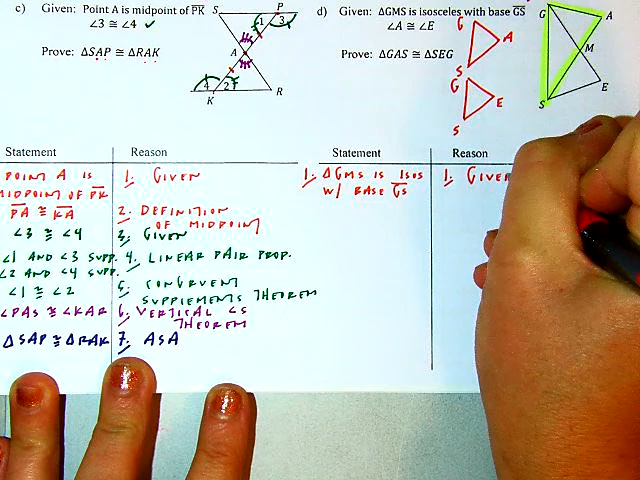 c) Given: Point A is midpoint of PK
∠3 ≅ ∠4 ✓
Prove: ΔSAP ≅ ΔRAK
S P
1 3
A
4 2
K R
Statement Reason
POINT A IS
MIDPOINT OF PK
1. GIVEN
PA ≅ KA
2. DEFINITION
OF MIDPOINT
∠3 ≅ ∠4
3. GIVEN
∠1 AND ∠3 SUPP.
∠2 AND ∠4 SUPP.
4. LINEAR PAIR PROP.
∠1 ≅ ∠2
5. CONGRUENT
SUPPLEMENTS THEOREM
∠PAS ≅ ∠KAR
6. VERTICAL ∠S
THEOREM
ΔSAP ≅ ΔRAK
7. ASA
d) Given: ΔGMS is isosceles with base GS
∠A ≅ ∠E
Prove: ΔGAS ≅ ΔSEG
G
A
S
G
E
S
G
A
M
E
S
Statement Reason
1. ΔGMS IS ISOS
W/ BASE GS
1. GIVE